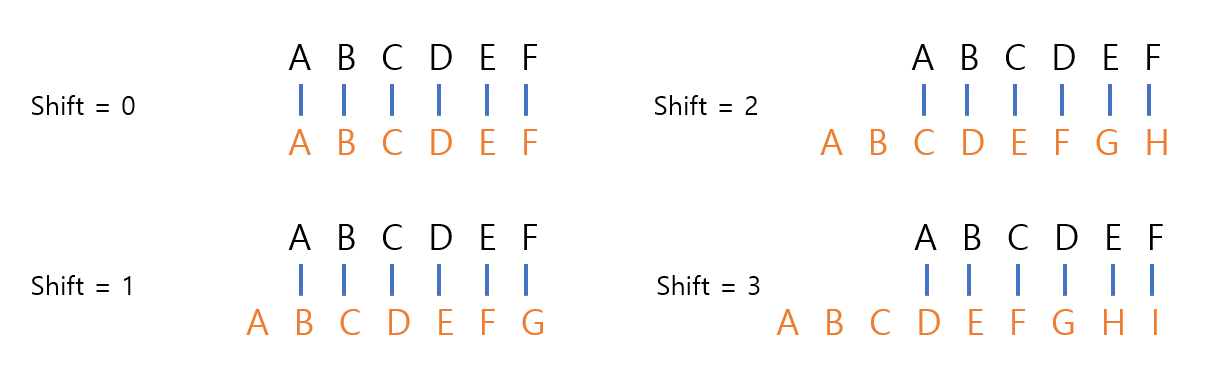 A B C D E F
Shift = 0
A B C D E F
A B C D E F
Shift = 2
A B C D E F G H
A B C D E F
Shift = 1
A B C D E F G
A B C D E F
Shift = 3
A B C D E F G H I